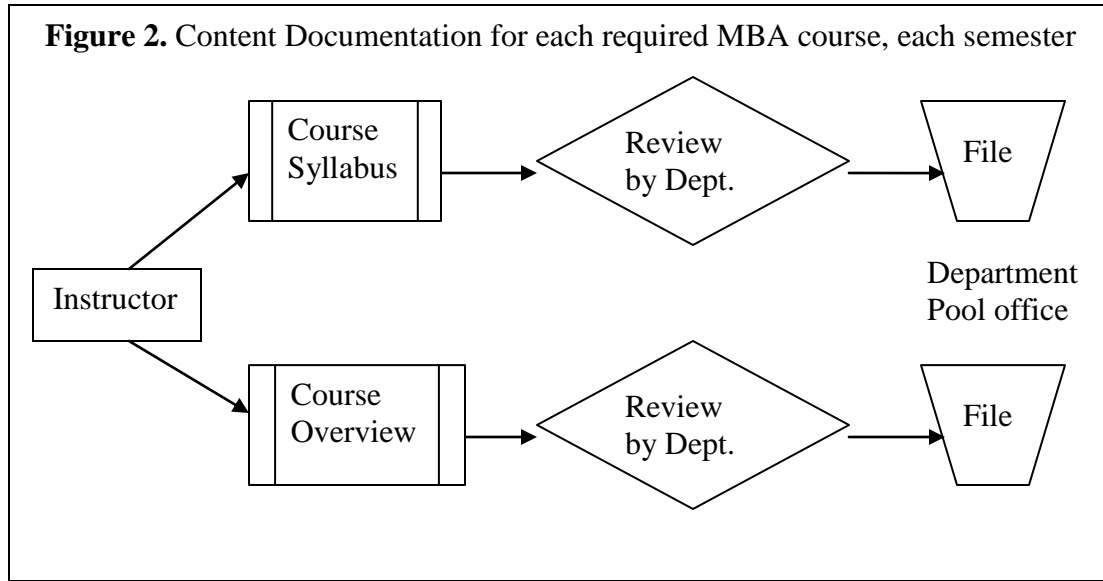 Figure 2. Content Documentation for each required MBA course, each semester
Course
Syllabus
Review
by Dept.
File
Instructor
Department
Pool office
Course
Overview
Review
by Dept.
File